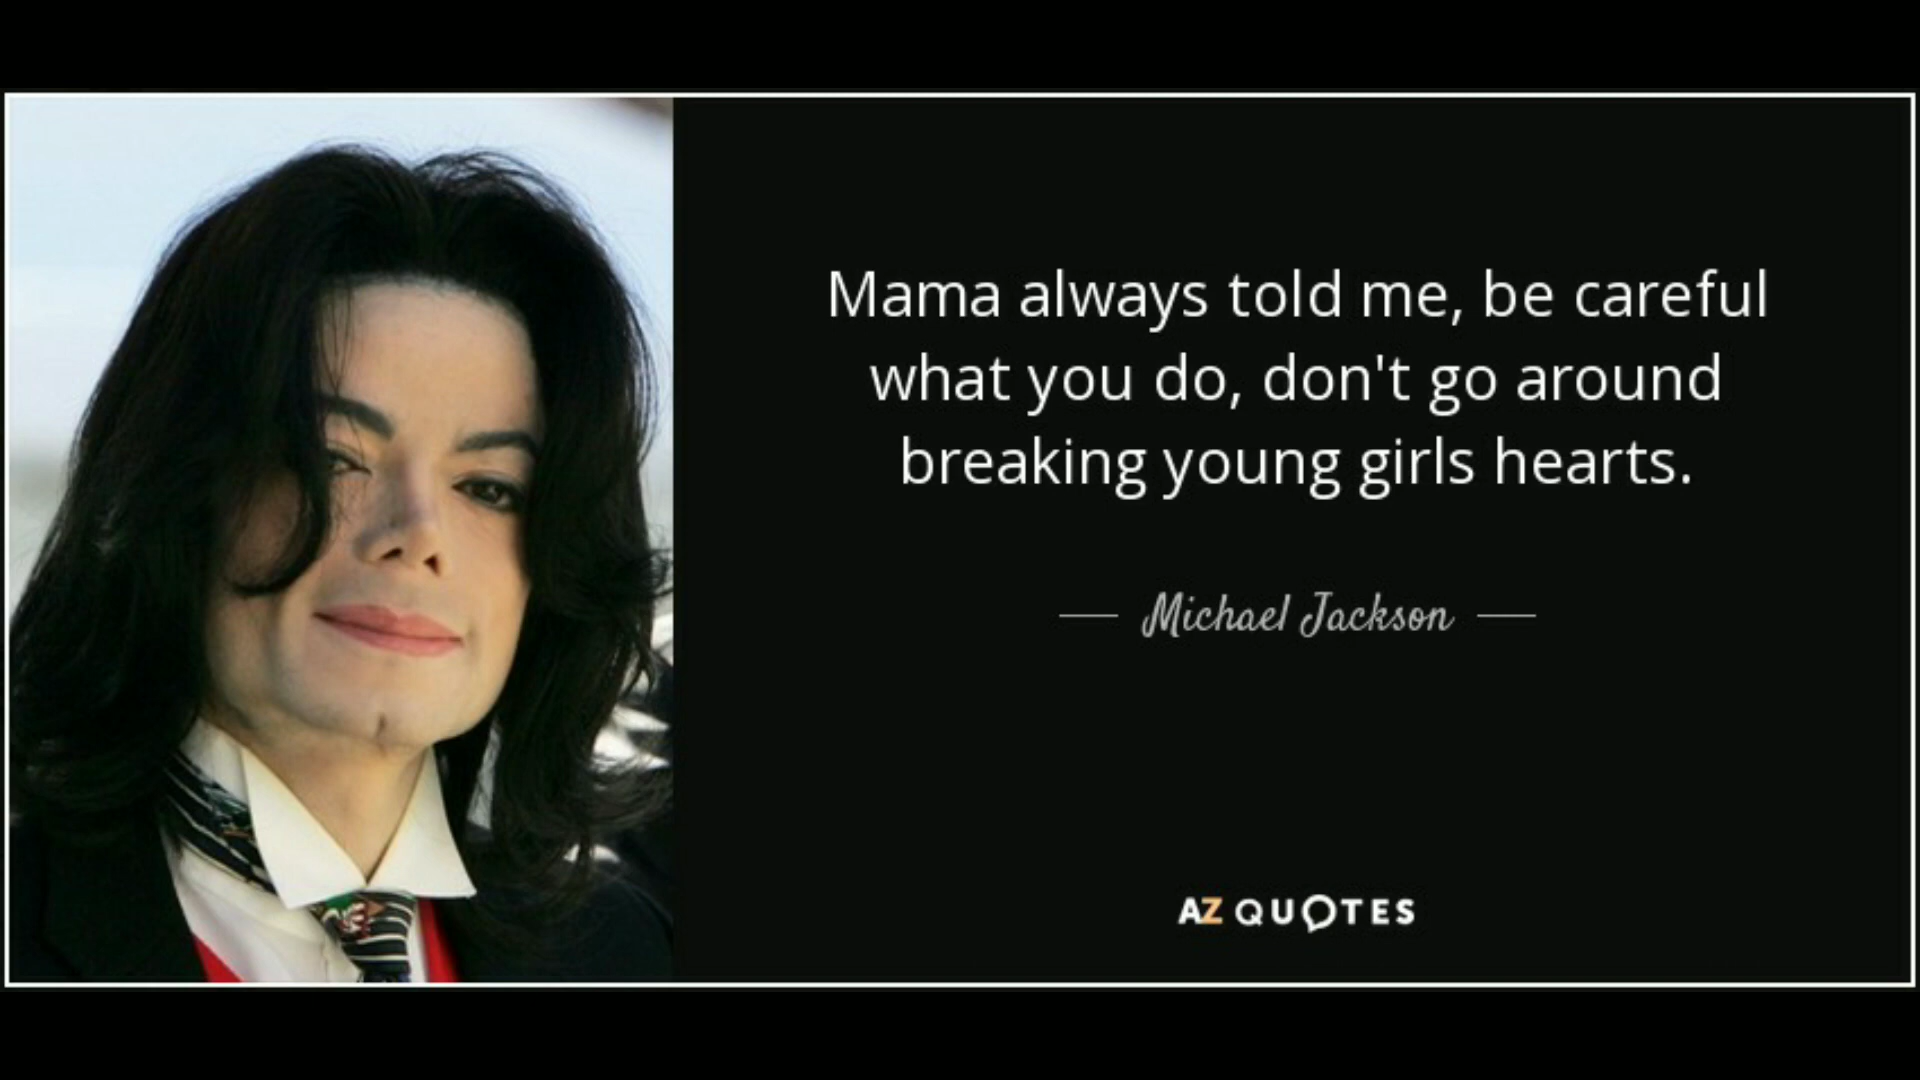 Mama always told me, be careful
what you do, don't go around
breaking young girls hearts.
Michael Jackson
AZ QUOTES